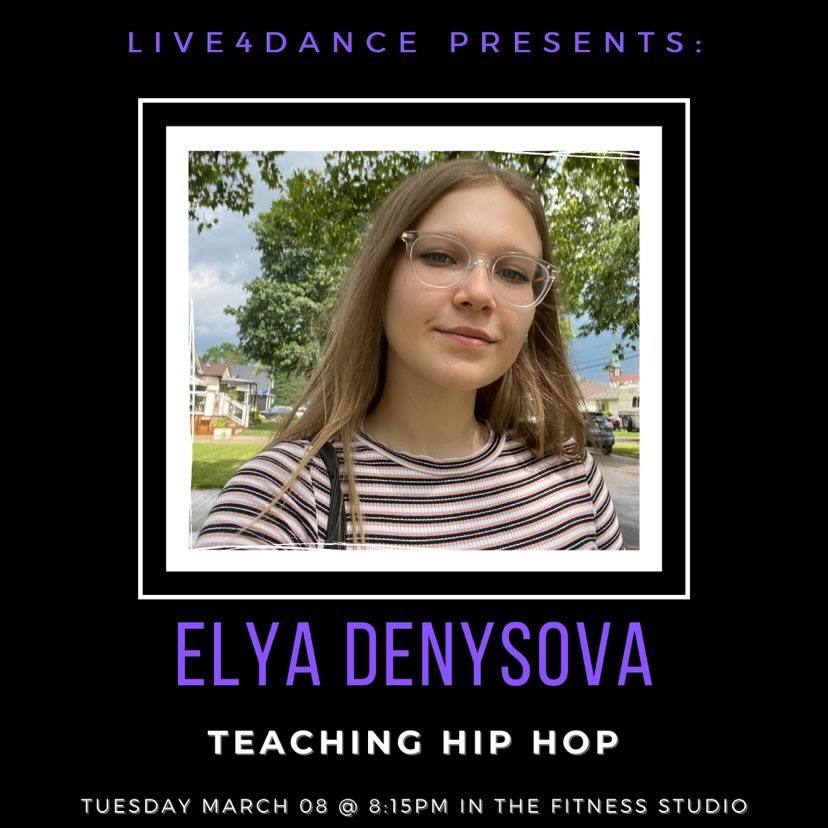 LIVE4DANCE PRESENTS:
ELYA DENYSOVA
TEACHING HIP HOP
TUESDAY MARCH 08 @ 8:15PM IN THE FITNESS STUDIO